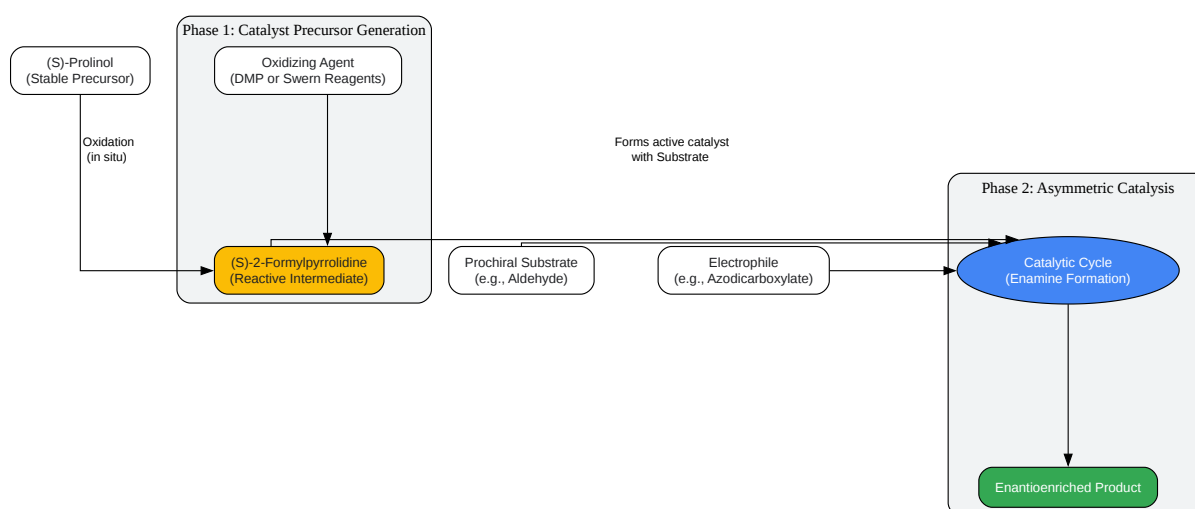 Phase 1: Catalyst Precursor Generation
(S)-Prolinol
(Stable Precursor)
Oxidizing Agent
(DMP or Swern Reagents)
Oxidation
(in situ)
Forms active catalyst
with Substrate
Phase 2: Asymmetric Catalysis
(S)-2-Formylpyrrolidine
(Reactive Intermediate)
Prochiral Substrate
(e.g., Aldehyde)
Electrophile
(e.g., Azodicarboxylate)
Catalytic Cycle
(Enamine Formation)
Enantioenriched Product